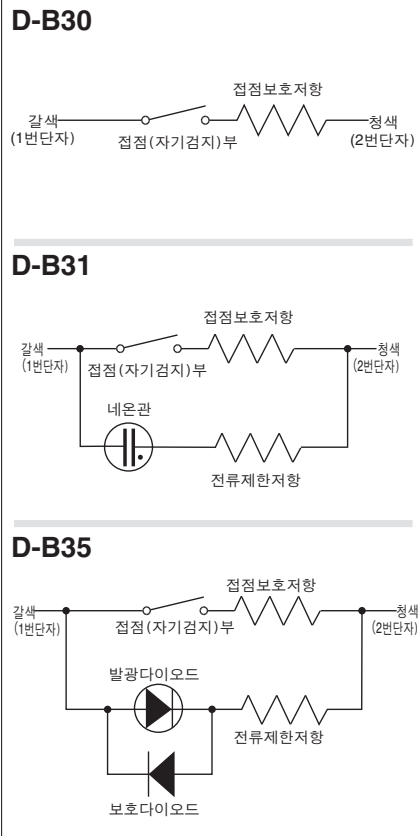 D-B30
접점보호저항
갈색 청색
(1번단자) 접점(자기검지)부 (2번단자)
D-B31
접점보호저항
갈색 청색
(1번단자) 접점(자기검지)부 (2번단자)
네온관
전류제한저항
D-B35
접점보호저항
갈색 청색
(1번단자) 접점(자기검지)부 (2번단자)
발광다이오드
전류제한저항
보호다이오드